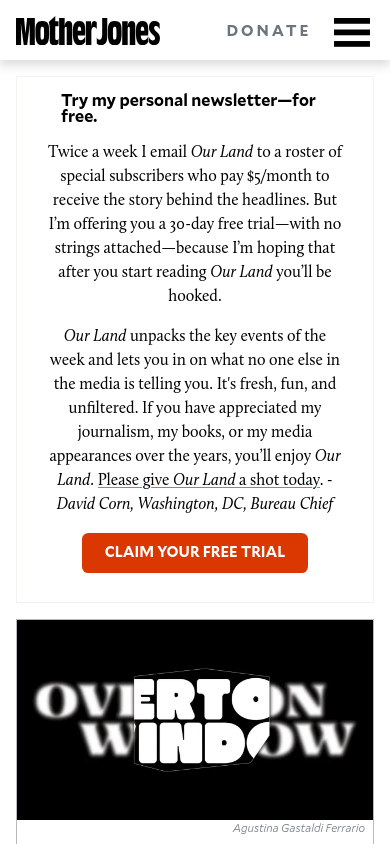 Mother Jones
DONATE
Try my personal newsletter—for
free.
Twice a week I email Our Land to a roster of
special subscribers who pay $5/month to
receive the story behind the headlines. But
I’m offering you a 30-day free trial—with no
strings attached—because I’m hoping that
after you start reading Our Land you’ll be
hooked.
Our Land unpacks the key events of the
week and lets you in on what no one else in
the media is telling you. It's fresh, fun, and
unfiltered. If you have appreciated my
journalism, my books, or my media
appearances over the years, you’ll enjoy Our
Land. Please give Our Land a shot today. -
David Corn, Washington, DC, Bureau Chief
CLAIM YOUR FREE TRIAL
OVERTON
WINDOW
Agustina Gastaldi Ferrario